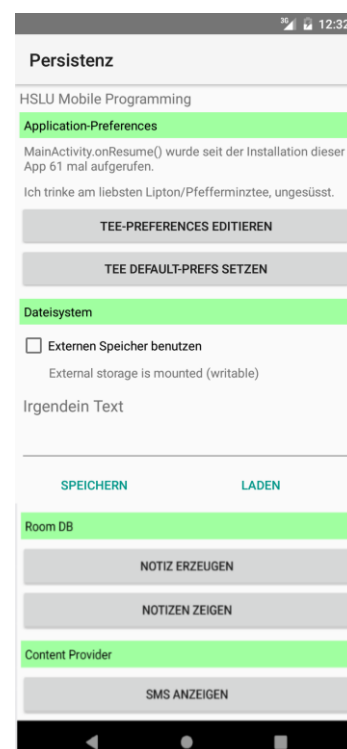 3G 12:32
Persistenz
HSLU Mobile Programming
Application-Preferences
MainActivity.onResume() wurde seit der Installation dieser
App 61 mal aufgerufen.
Ich trinke am liebsten Lipton/Pfefferminztee, ungesüsst.
TEE-PREFERENCES EDITIEREN
TEE DEFAULT-PREFS SETZEN
Dateisystem
Externen Speicher benutzen
External storage is mounted (writable)
Irgendein Text
SPEICHERN LADEN
Room DB
NOTIZ ERZEUGEN
NOTIZEN ZEIGEN
Content Provider
SMS ANZEIGEN